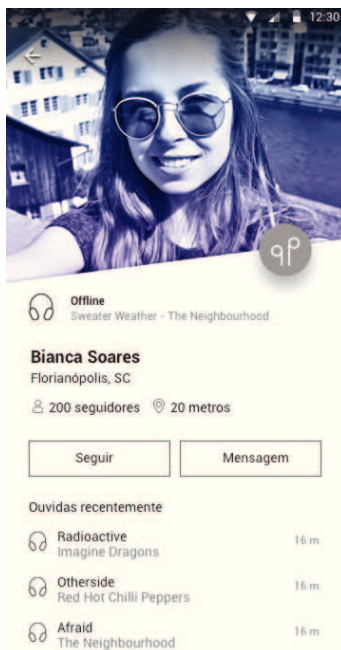 12:30
Offline
Sweater Weather - The Neighbourhood
Bianca Soares
Florianópolis, SC
200 seguidores 20 metros
Seguir Mensagem
Ouvidas recentemente
Radioactive 16 m
Imagine Dragons
Otherside 16 m
Red Hot Chilli Peppers
Afraid 16 m
The Neighbourhood